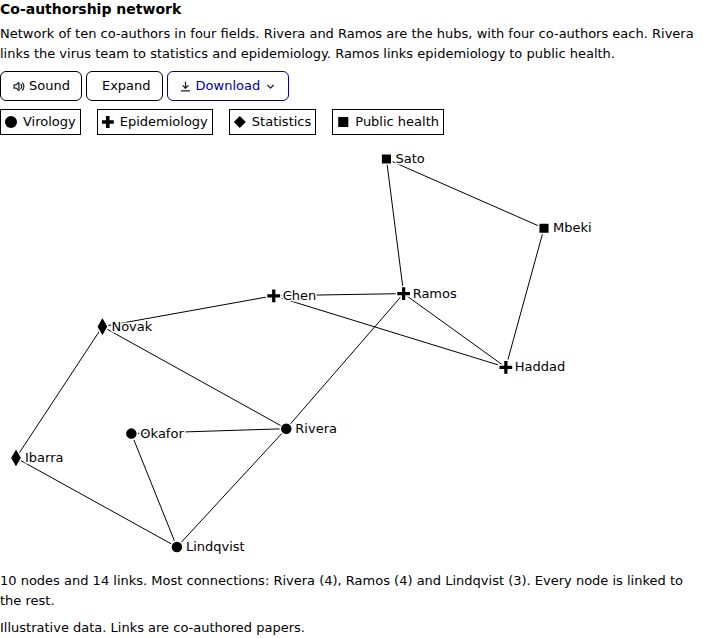 Co-authorship network
Network of ten co-authors in four fields. Rivera and Ramos are the hubs, with four co-authors each. Rivera
links the virus team to statistics and epidemiology. Ramos links epidemiology to public health.
Sound Expand Download
Virology Epidemiology Statistics Public health
Sato
Mbeki
Chen Ramos
Novak
Haddad
Okafor Rivera
Ibarra
Lindqvist
10 nodes and 14 links. Most connections: Rivera (4), Ramos (4) and Lindqvist (3). Every node is linked to
the rest.
Illustrative data. Links are co-authored papers.